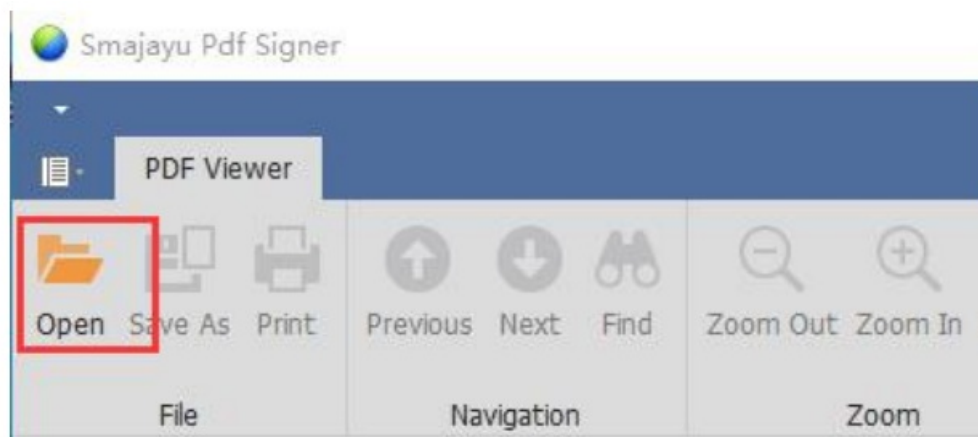 Smajayu Pdf Signer
PDF Viewer
Open Save As Print Previous Next Find Zoom Out Zoom In
File Navigation Zoom